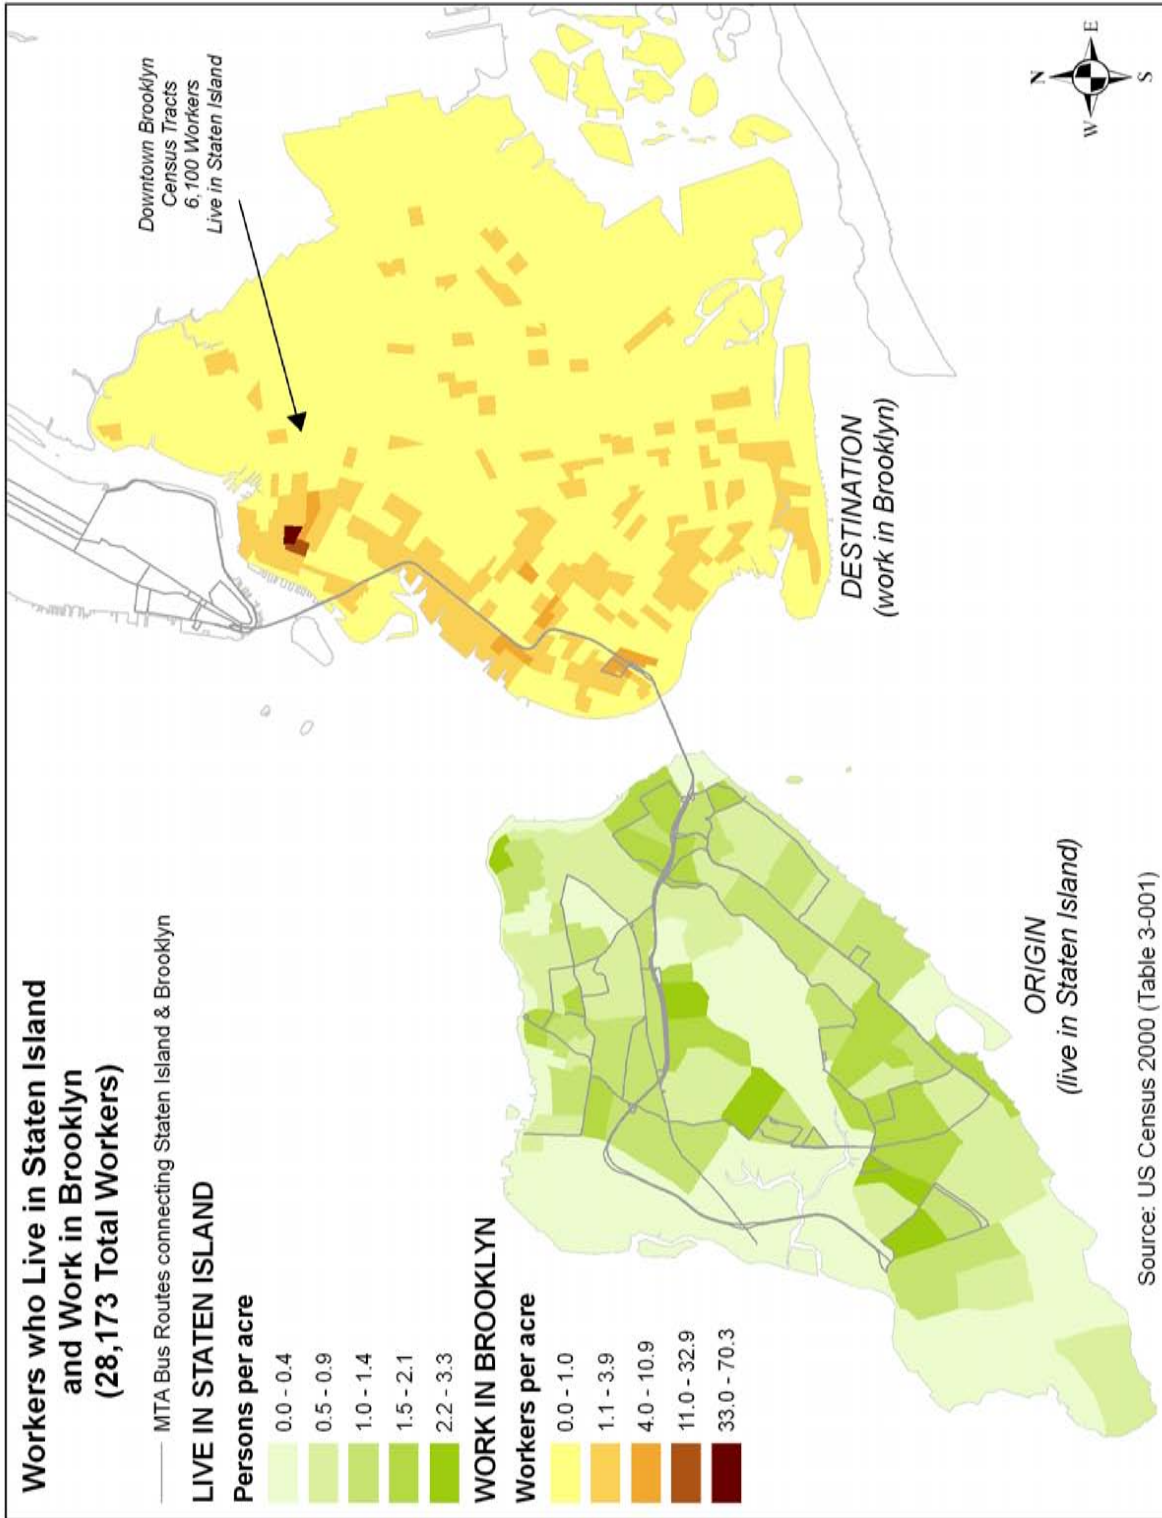 Workers who Live in Staten Island
and Work in Brooklyn
(28,173 Total Workers)
MTA Bus Routes connecting Staten Island & Brooklyn
LIVE IN STATEN ISLAND
Persons per acre
0.0 - 0.4
0.5 - 0.9
1.0 - 1.4
1.5 - 2.1
2.2 - 3.3
WORK IN BROOKLYN
Workers per acre
0.0 - 1.0
1.1 - 3.9
4.0 - 10.9
11.0 - 32.9
33.0 - 70.3
Downtown Brooklyn
Census Tracts
6,100 Workers
Live in Staten Island
DESTINATION
(work in Brooklyn)
ORIGIN
(live in Staten Island)
N
W
E
S
Source: US Census 2000 (Table 3-001)